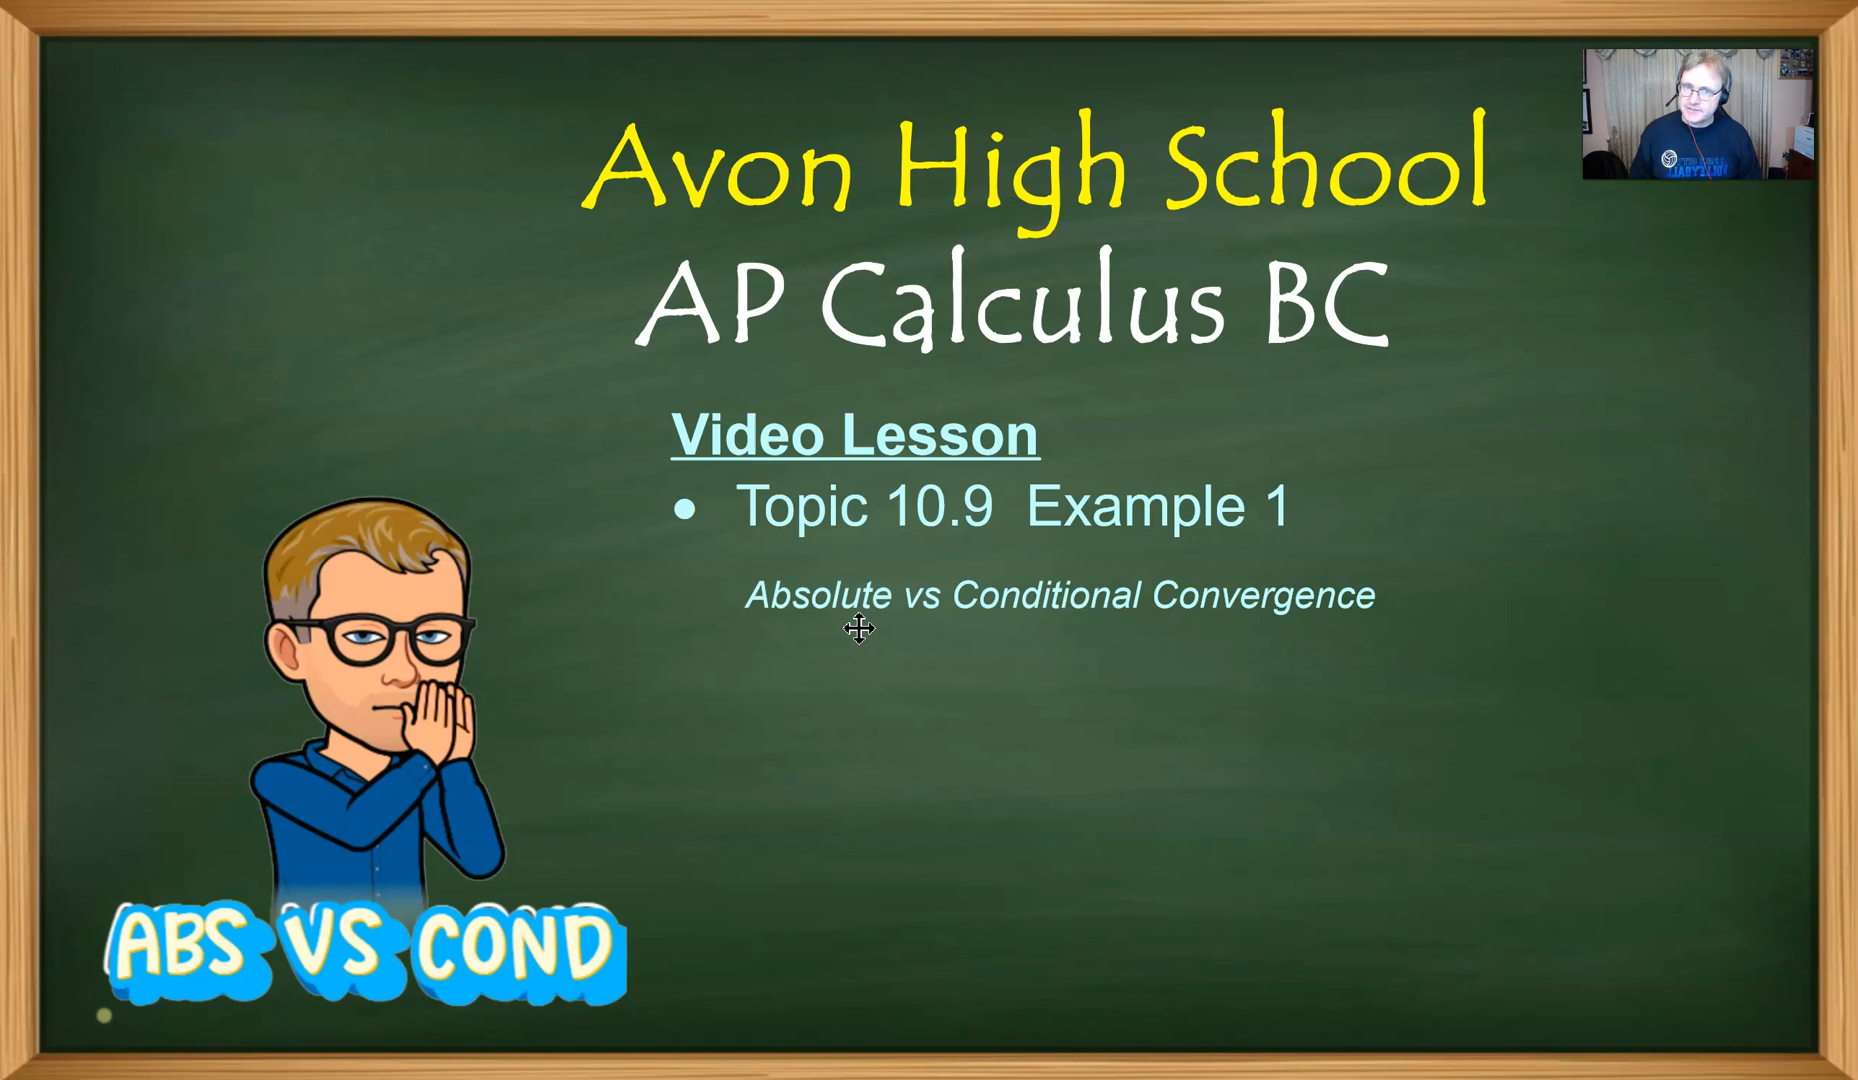 Avon High School
AP Calculus BC
Video Lesson
• Topic 10.9 Example 1
Absolute vs Conditional Convergence
ABS VS COND
VOLLEYBALL